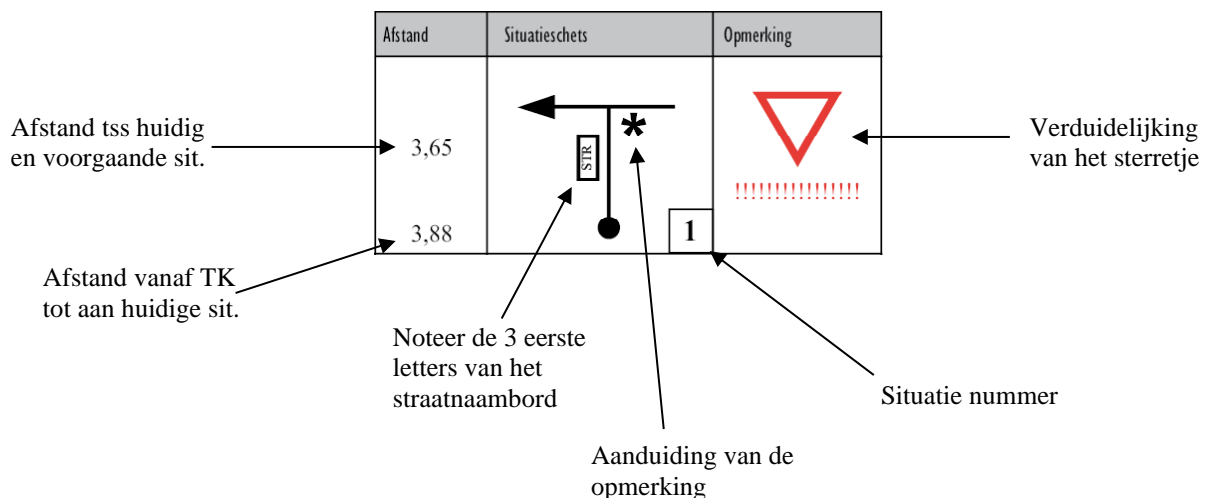 Afstand Situatieschets Opmerking
Afstand tss huidig
en voorgaande sit.
3,65
STR
*
!!!!!!!!!!!!!!!!
Verduidelijking
van het sterretje
3,88
1
Afstand vanaf TK
tot aan huidige sit.
Noteer de 3 eerste
letters van het
straatnaambord
Situatie nummer
Aanduiding van de
opmerking